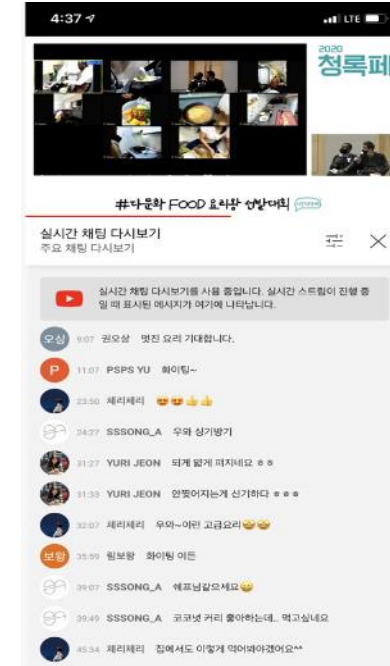 4:37
LTE
2020
청록페
#다문화 FOOD 요리왕 선발대회
실시간 채팅 다시보기
주요 채팅 다시보기
실시간 채팅 다시보기를 사용 중입니다. 실시간 스트림이 진행 중
일 때 표시된 메시지가 여기에 나타납니다.
오상 9:07 권오상 멋진 요리 기대합니다.
P 11:07 PSPS YU 화이팅~
23:50 체리체리 😍😍👍👍
24:27 SSSONG_A 우와 싱기방기
31:27 YURI JEON 되게 얇게 펴지네요 ㅎㅎ
31:33 YURI JEON 안찢어지는게 신기하다 ㅎㅎㅎ
32:07 체리체리 우와~이런 고급요리
보왕 35:59 림보왕 화이팅 이든
39:07 SSSONG_A 쉐프님같으세요
39:49 SSSONG_A 코코넛 커리 좋아하는데.. 먹고싶네요
45:34 체리체리 집에서도 이렇게 먹어봐야겠어요^^